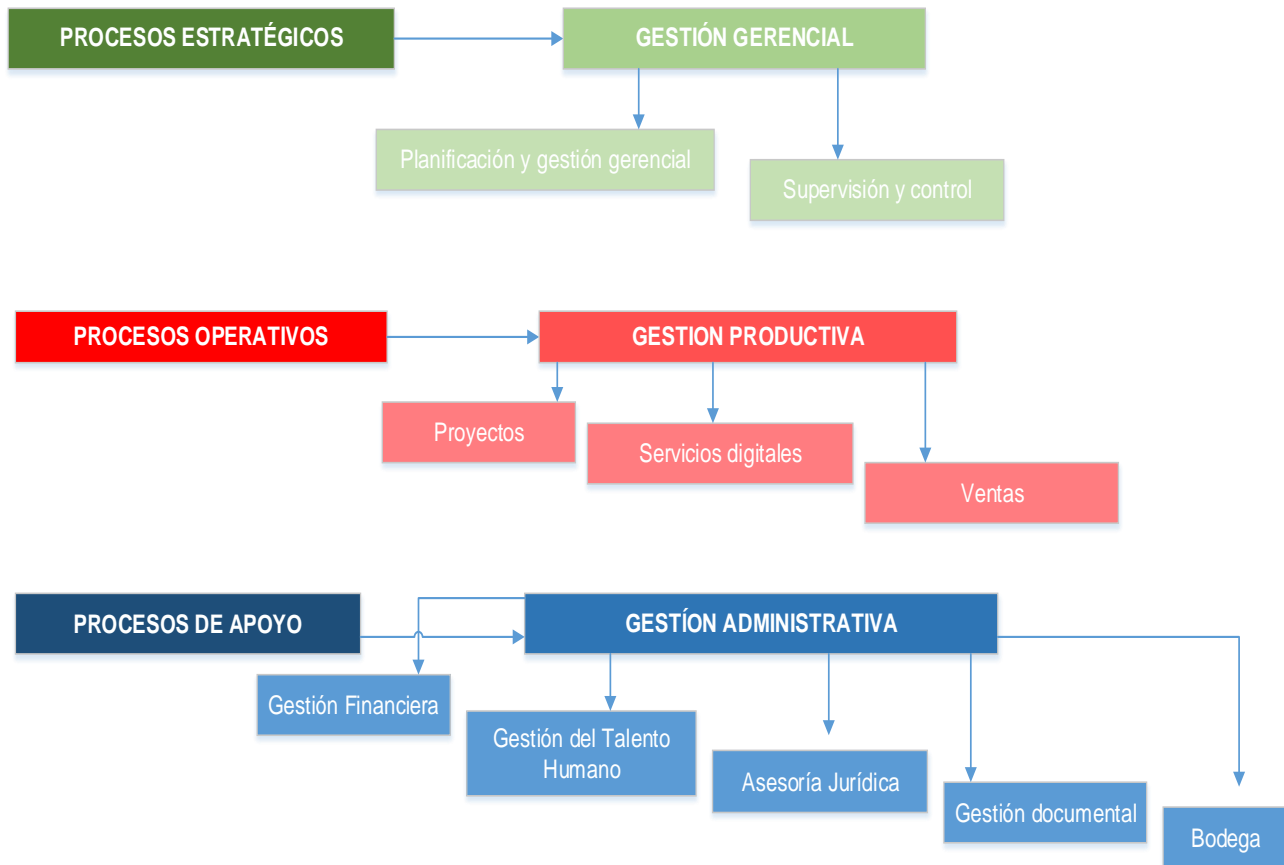 PROCESOS ESTRATÉGICOS
GESTIÓN GERENCIAL
Planificación y gestión gerencial
Supervisión y control
PROCESOS OPERATIVOS
GESTION PRODUCTIVA
Proyectos
Servicios digitales
Ventas
PROCESOS DE APOYO
GESTÍON ADMINISTRATIVA
Gestión Financiera
Gestión del Talento
Humano
Asesoría Jurídica
Gestión documental
Bodega